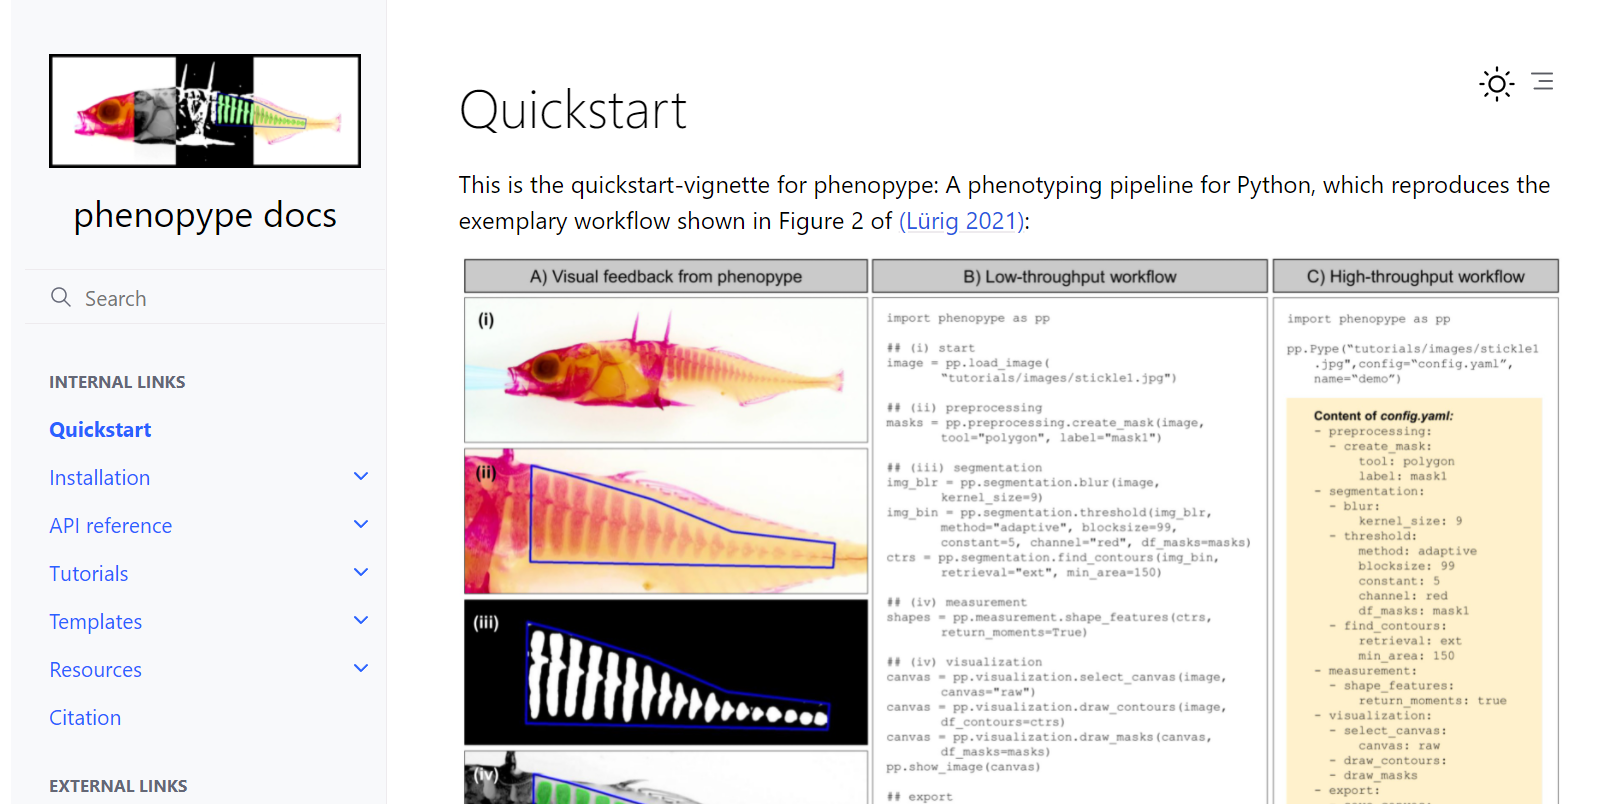 phenopype docs
Search
INTERNAL LINKS
Quickstart
Installation
API reference
Tutorials
Templates
Resources
Citation
EXTERNAL LINKS
Quickstart
This is the quickstart-vignette for phenopype: A phenotyping pipeline for Python, which reproduces the
exemplary workflow shown in Figure 2 of (Lürig 2021):
A) Visual feedback from phenopype
(i)
(ii)
(iii)
(iv)
B) Low-throughput workflow
import phenopype as pp
## (i) start
image = pp.load_image(
"tutorials/images/stickle1.jpg")
## (ii) preprocessing
masks = pp.preprocessing.create_mask(image,
tool="polygon", label="mask1")
## (iii) segmentation
img_blr = pp.segmentation.blur(image,
kernel_size=9)
img_bin = pp.segmentation.threshold(img_blr,
method="adaptive", blocksize=99,
constant=5, channel="red", df_masks=masks)
ctrs = pp.segmentation.find_contours(img_bin,
retrieval="ext", min_area=150)
## (iv) measurement
shapes = pp.measurement.shape_features(ctrs,
return_moments=True)
## (iv) visualization
canvas = pp.visualization.select_canvas(image,
canvas="raw")
canvas = pp.visualization.draw_contours(image,
df_contours=ctrs)
canvas = pp.visualization.draw_masks(canvas,
df_masks=masks)
pp.show_image(canvas)
## export
C) High-throughput workflow
import phenopype as pp
pp.Pype(“tutorials/images/stickle1
.jpg”,config=“config.yaml”,
name=“demo”)
Content of config.yaml:
- preprocessing:
- create_mask:
tool: polygon
label: mask1
- segmentation:
- blur:
kernel_size: 9
- threshold:
method: adaptive
blocksize: 99
constant: 5
channel: red
df_masks: mask1
- find_contours:
retrieval: ext
min_area: 150
- measurement:
- shape_features:
return_moments: true
- visualization:
- select_canvas:
canvas: raw
- draw_contours:
- draw_masks
- export: